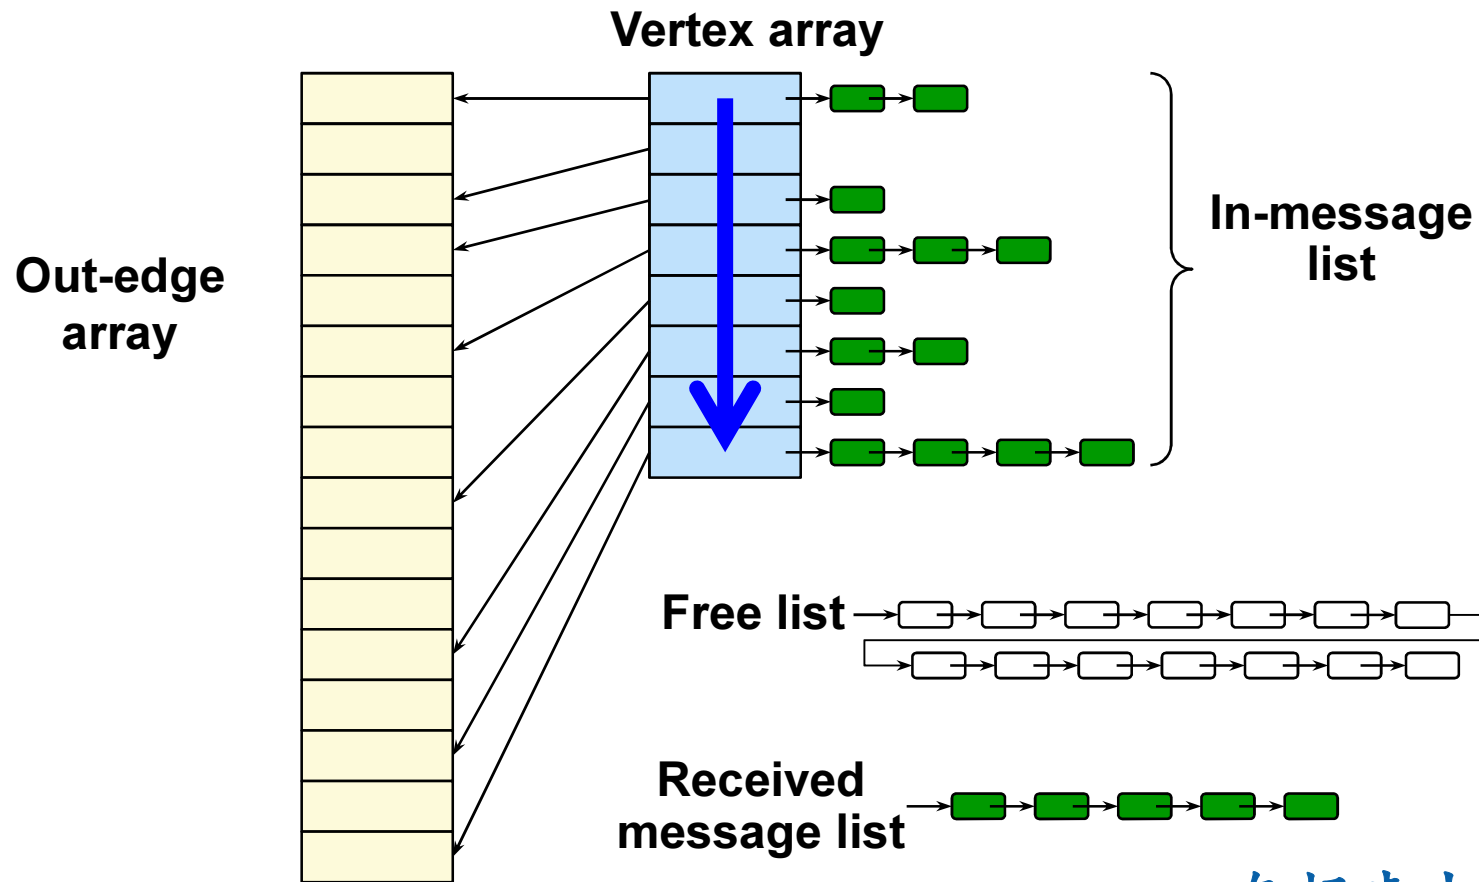 Vertex array
Out-edge
array
In-message
list
Free list
Received
message list